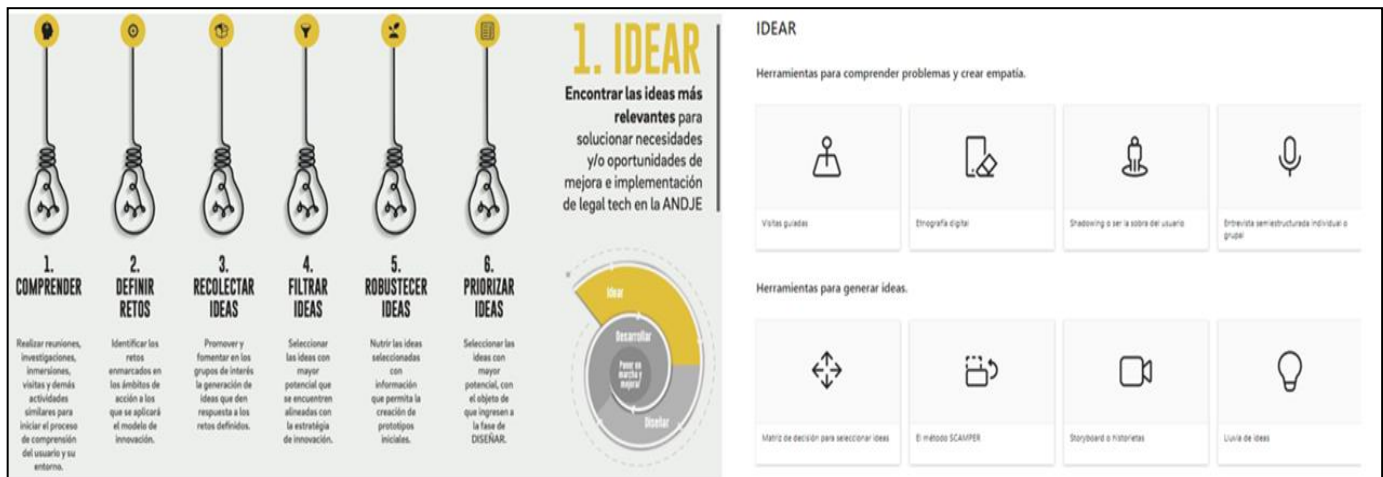 1.
COMPRENDER
Realizar reuniones,
investigaciones,
inmersiones,
visitas y demás
actividades
similares para
iniciar el proceso
de comprensión
del usuario y su
entorno.
2.
DEFINIR
RETOS
Identificar los
retos
enmarcados en
los ámbitos de
acción a los
que se aplicará
el modelo de
innovación.
3.
RECOLECTAR
IDEAS
Promover y
fomentar en los
grupos de interés
la generación de
ideas que den
respuesta a los
retos definidos.
4.
FILTRAR
IDEAS
Seleccionar
las ideas con
mayor
potencial que
se encuentren
alineadas con
la estratégia
de innovación.
5.
ROBUSTECER
IDEAS
Nutrir las ideas
seleccionadas
con
información
que permita la
creación de
prototipos
iniciales.
6.
PRIORIZAR
IDEAS
Seleccionar las
ideas con
mayor
potencial, con
el objeto de
que ingresen a
la fase de
DISEÑAR.
1. IDEAR
Encontrar las ideas más
relevantes para
solucionar necesidades
y/o oportunidades de
mejora e implementación
de legal tech en la ANDJE
Idear
Desarrollar
Poner en
marcha y
mejorar
Diseñar
IDEAR
Herramientas para comprender problemas y crear empatía.
Visitas guiadas
Etnografía digital
Shadowing o ser la sobra del usuario
Entrevista semiestructurada individual o
grupal
Herramientas para generar ideas.
Matriz de decisión para seleccionar ideas
El método SCAMPER
Storyboard o historietas
Lluvia de ideas